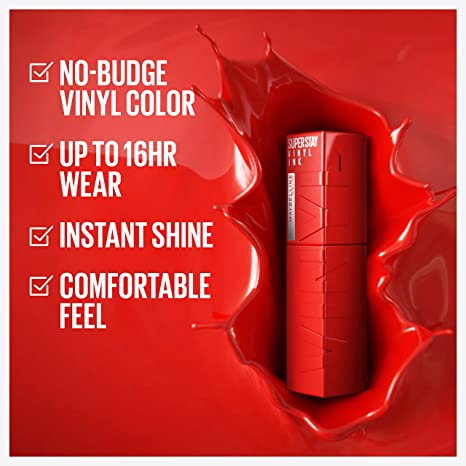 NO-BUDGE
VINYL COLOR
UP TO 16HR
WEAR
INSTANT SHINE
COMFORTABLE
FEEL
SUPERSTAY
VINYL
INK
MAYBELLINE